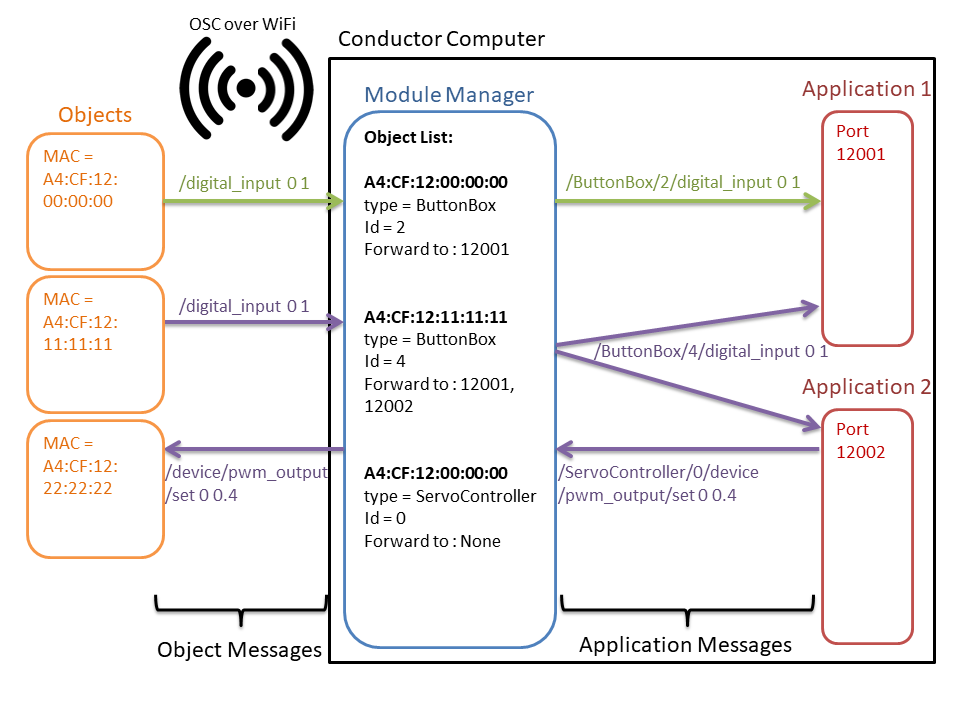 OSC over WiFi
Conductor Computer
Objects
MAC =
A4:CF:12:
00:00:00
MAC =
A4:CF:12:
11:11:11
MAC =
A4:CF:12:
22:22:22
/digital_input 0 1
/digital_input 0 1
/device/pwm_output
/set 0 0.4
Object Messages
Module Manager
Object List:
A4:CF:12:00:00:00
type = ButtonBox
Id = 2
Forward to : 12001
A4:CF:12:11:11:11
type = ButtonBox
Id = 4
Forward to : 12001,
12002
A4:CF:12:00:00:00
type = ServoController
Id = 0
Forward to : None
/ButtonBox/2/digital_input 0 1
/ButtonBox/4/digital_input 0 1
/ServoController/0/device
/pwm_output/set 0 0.4
Application Messages
Application 1
Port
12001
Application 2
Port
12002